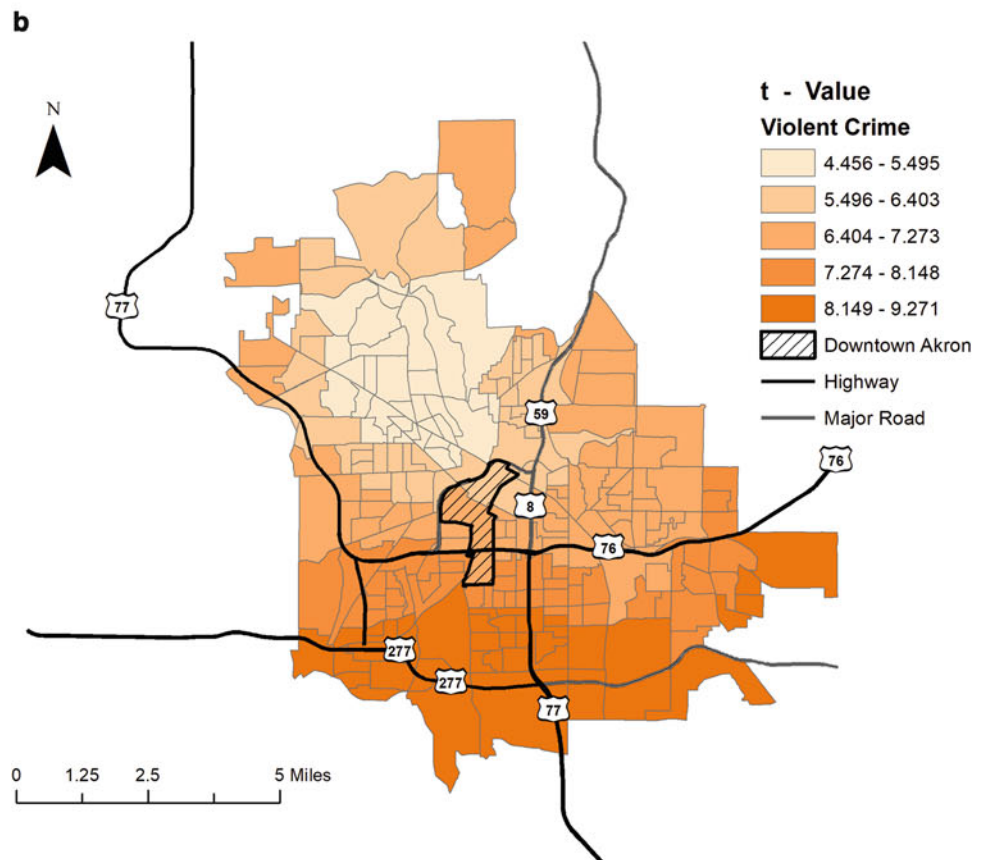 b
N
t - Value
Violent Crime
4.456 - 5.495
5.496 - 6.403
6.404 - 7.273
7.274 - 8.148
8.149 - 9.271
Downtown Akron
Highway
Major Road
77
59
76
8
76
277
277
77
0 1.25 2.5 5 Miles